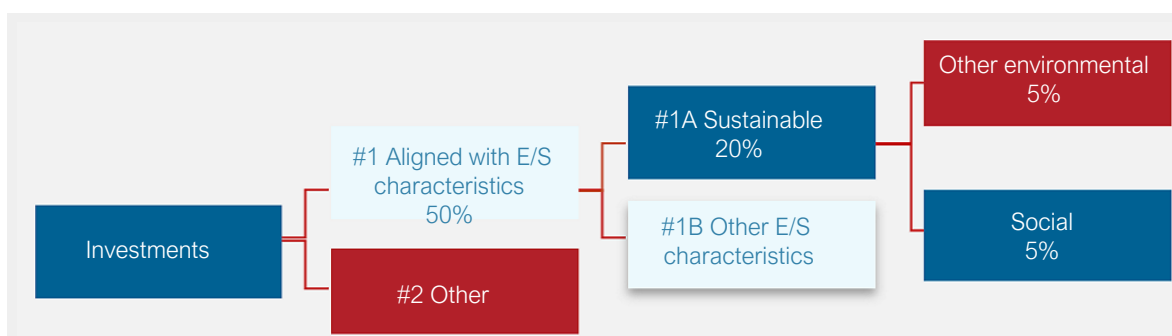 Investments
#1 Aligned with E/S
characteristics
50%
#2 Other
#1A Sustainable
20%
#1B Other E/S
characteristics
Other environmental
5%
Social
5%